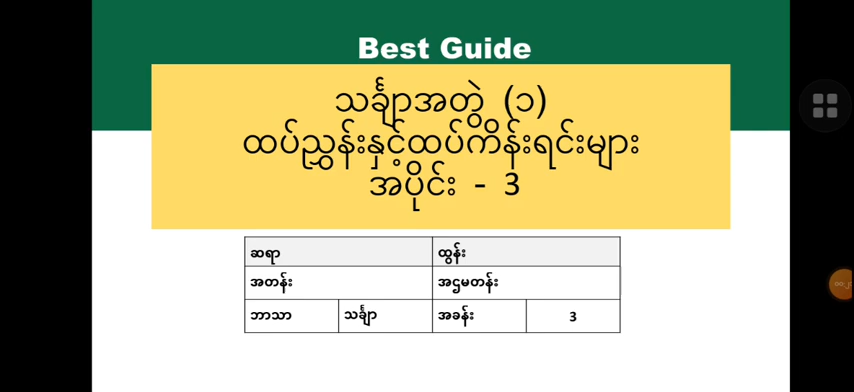 Best Guide
သင်္ချာအတွဲ (၁)
ထပ်ညွှန်းနှင့်ထပ်ကိန်းရင်းများ
အပိုင်း - 3
ဆရာ ထွန်း
အတန်း အဌမတန်း
ဘာသာ သင်္ချာ အခန်း 3